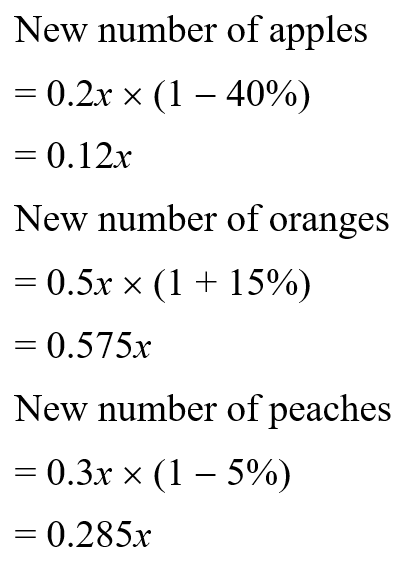 New number of apples
= 0.2x × (1 – 40%)
= 0.12x
New number of oranges
= 0.5x × (1 + 15%)
= 0.575x
New number of peaches
= 0.3x × (1 – 5%)
= 0.285x